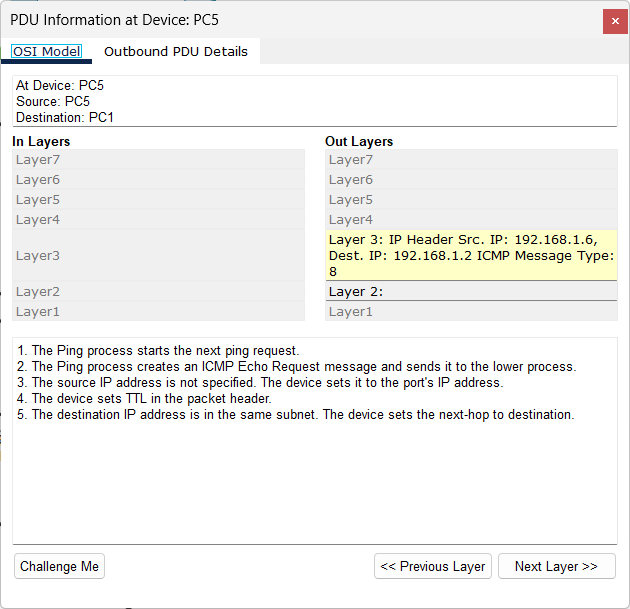 PDU Information at Device: PC5
OSI Model
Outbound PDU Details
At Device: PC5
Source: PC5
Destination: PC1
In Layers
Layer7
Layer6
Layer5
Layer4
Layer3
Layer2
Layer1
Out Layers
Layer7
Layer6
Layer5
Layer4
Layer 3: IP Header Src. IP: 192.168.1.6,
Dest. IP: 192.168.1.2 ICMP Message Type:
8
Layer 2:
Layer1
1. The Ping process starts the next ping request.
2. The Ping process creates an ICMP Echo Request message and sends it to the lower process.
3. The source IP address is not specified. The device sets it to the port's IP address.
4. The device sets TTL in the packet header.
5. The destination IP address is in the same subnet. The device sets the next-hop to destination.
Challenge Me
<< Previous Layer
Next Layer >>